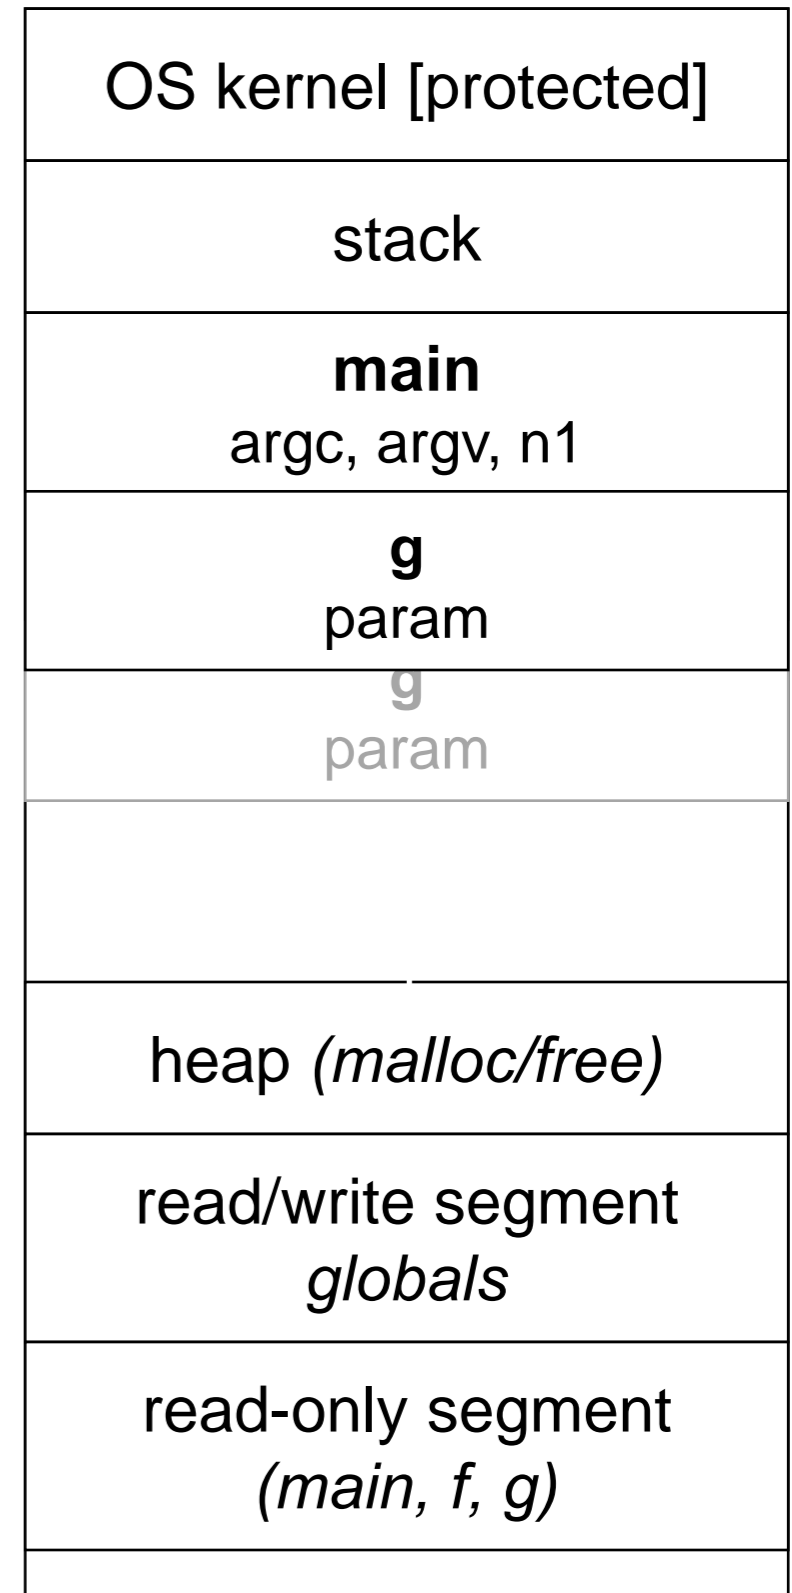 OS kernel [protected]
stack
main
argc, argv, n1
g
param
g
param
heap (malloc/free)
read/write segment
globals
read-only segment
(main, f, g)